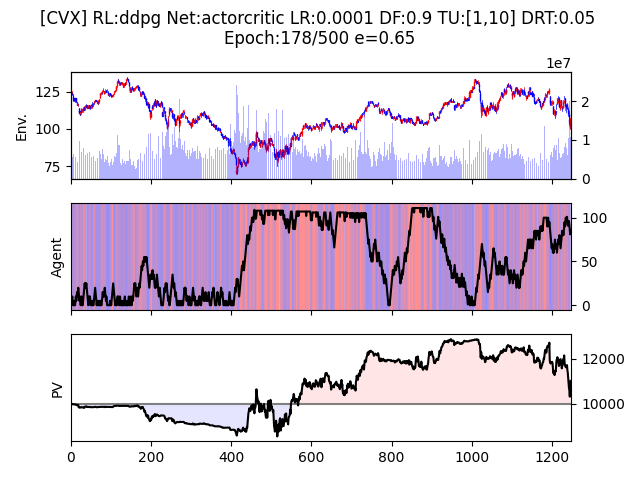 [CVX] RL:ddpg Net:actorcritic LR:0.0001 DF:0.9 TU:[1,10] DRT:0.05
Epoch:178/500 e=0.65
1e7
Env.
125
100
75
2
1
0
Agent
100
50
0
PV
12000
10000
0 200 400 600 800 1000 1200